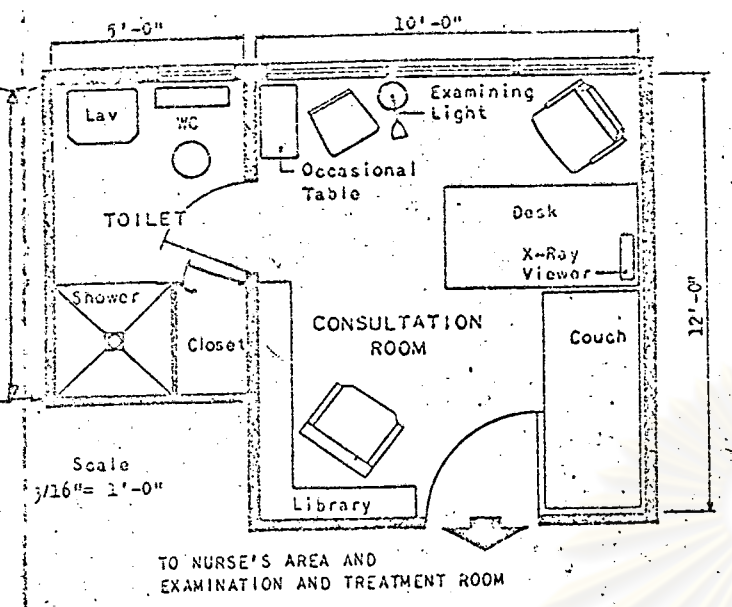 5'-0"
10'-0"
Lav
WC
Examining
Light
Occasional
Table
TOILET
Desk
X-Ray
Viewer
12'-0"
Shower
Closet
CONSULTATION
ROOM
Couch
Scale
3/16"= 1'-0"
Library
TO NURSE'S AREA AND
EXAMINATION AND TREATMENT ROOM